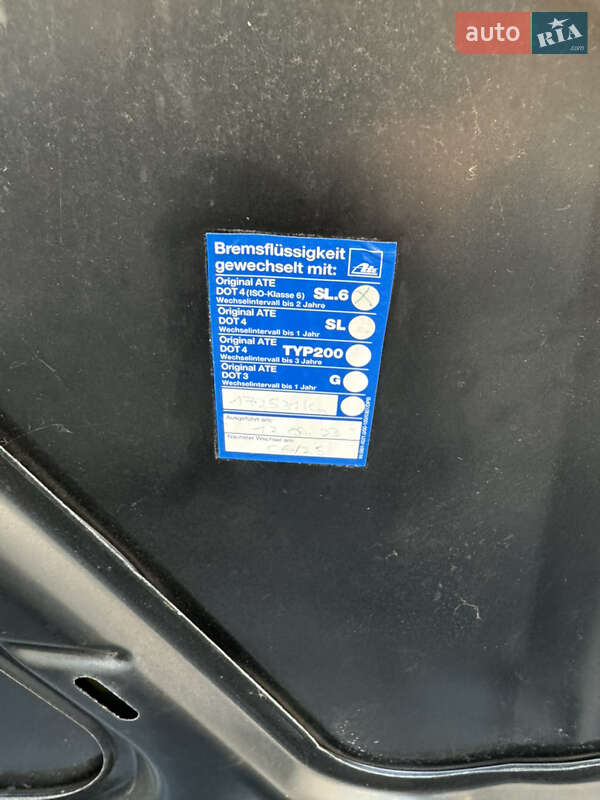 auto RIA.com
Bremsflüssigkeit
gewechselt mit:
Ate
Original ATE
DOT 4 (ISO-Klasse 6) SL.6
Wechselintervall bis 2 Jahre
Original ATE
DOT 4 SL
Wechselintervall bis 1 Jahr
Original ATE
DOT 4 TYP200
Wechselintervall bis 3 Jahre
Original ATE
DOT 3 G
Wechselintervall bis 1 Jahr
Ausgeführt am:
Nächster Wechsel am: